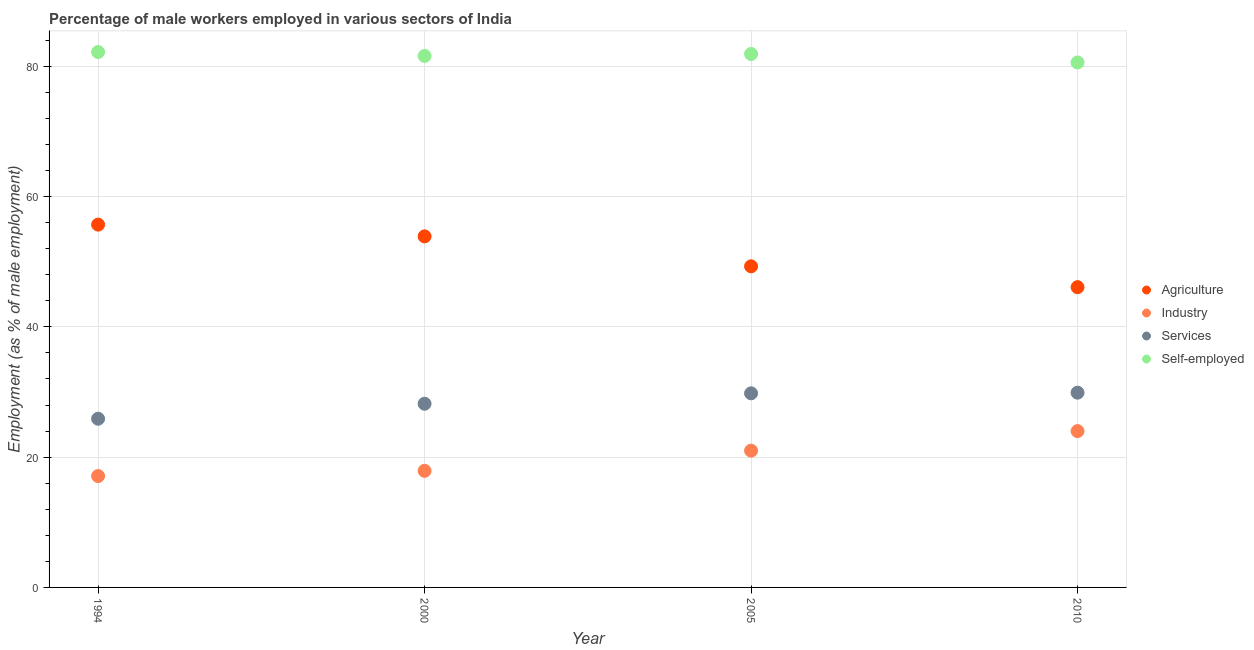 Percentage of male workers employed in various sectors of India
Employment (as % of male employment)
80
60
40
20
0
1994
2000
2005
2010
Year
Agriculture
Industry
Services
Self-employed